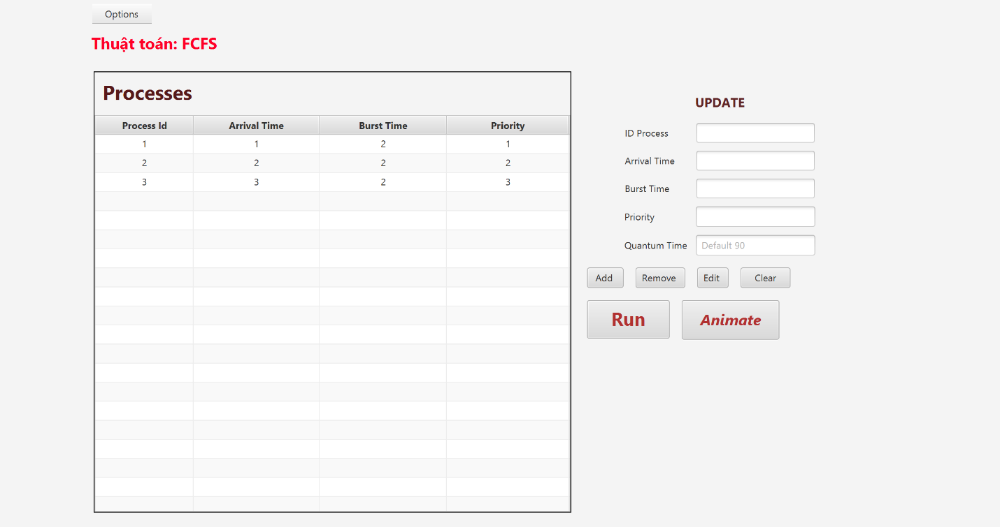 Options
Thuật toán: FCFS
Processes
Process Id Arrival Time Burst Time Priority
1 1 2 1
2 2 2 2
3 3 2 3
UPDATE
ID Process
Arrival Time
Burst Time
Priority
Quantum Time Default 90
Add Remove Edit Clear
Run Animate